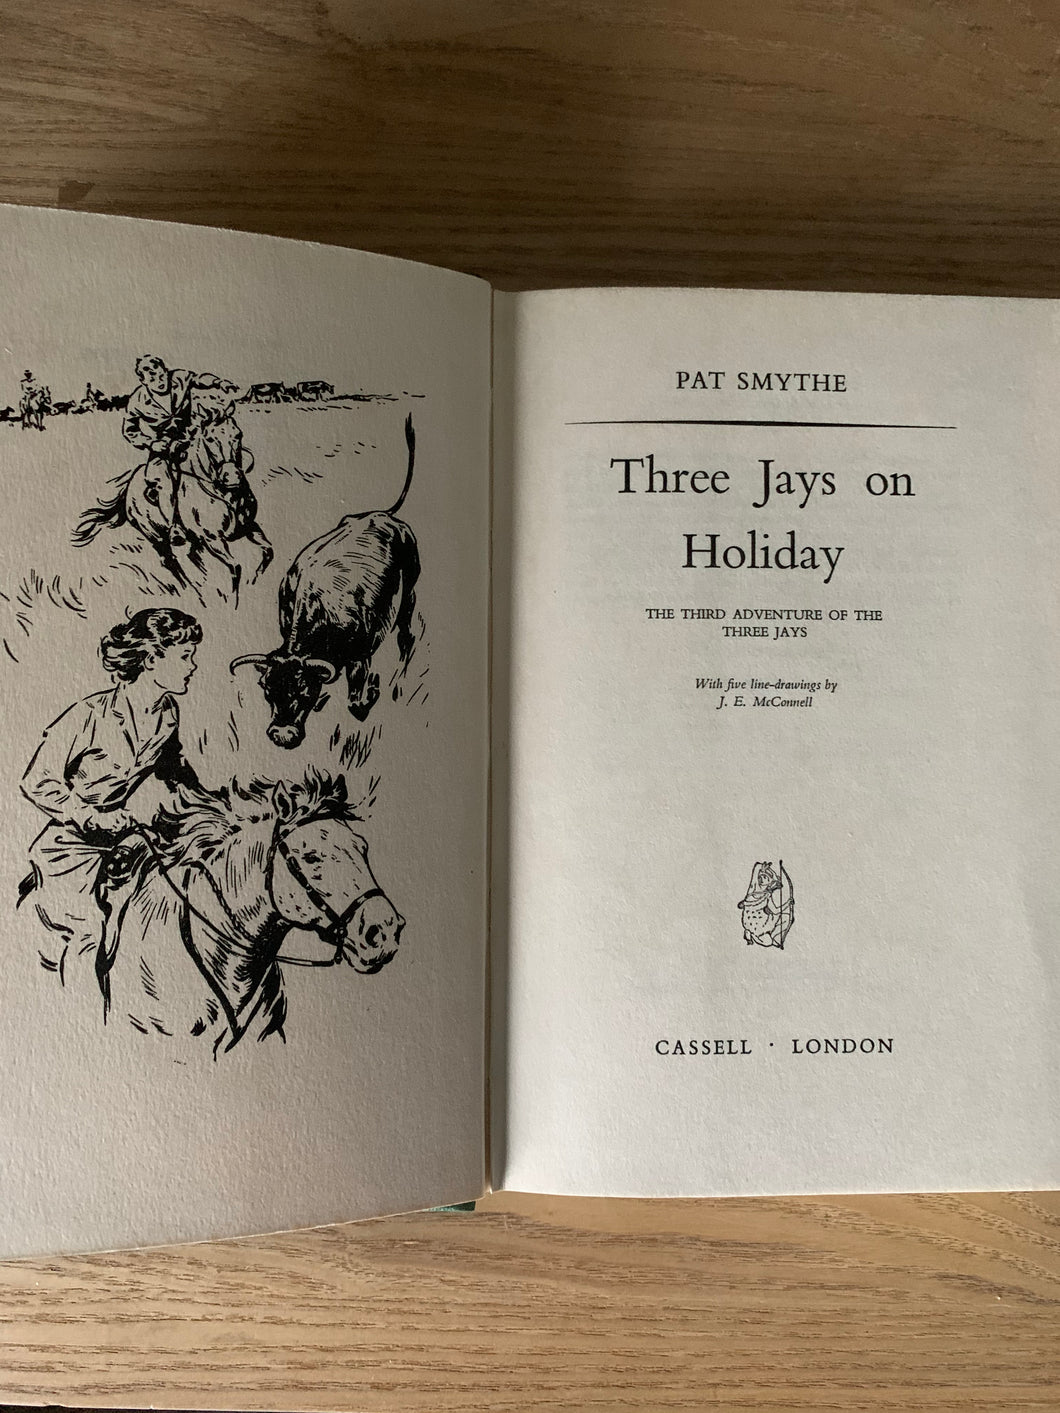 PAT SMYTHE
Three Jays on
Holiday
THE THIRD ADVENTURE OF THE
THREE JAYS
With five line-drawings by
J. E. McConnell
CASSELL · LONDON